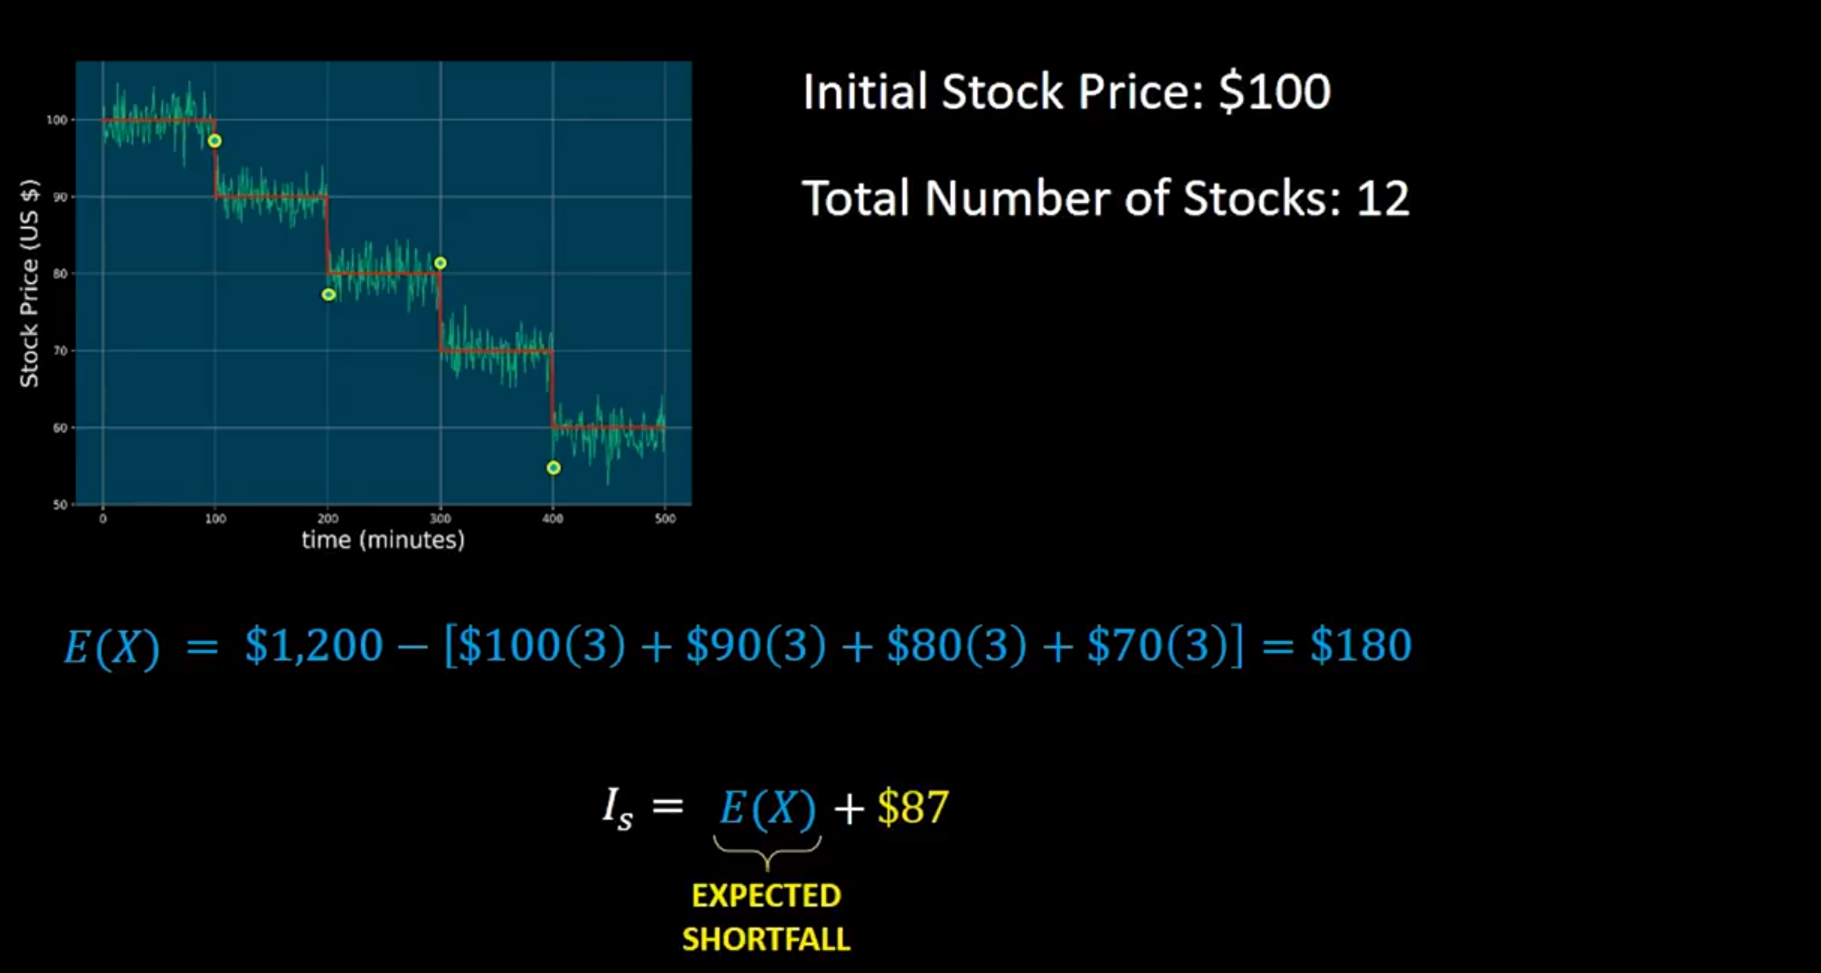 Initial Stock Price: $100
Total Number of Stocks: 12
Stock Price (US $)
100
90
80
70
60
50
0 100 200 300 400 500
time (minutes)
E(X) = $1,200 − [$100(3) + $90(3) + $80(3) + $70(3)] = $180
Iₛ = E(X) + $87
EXPECTED
SHORTFALL